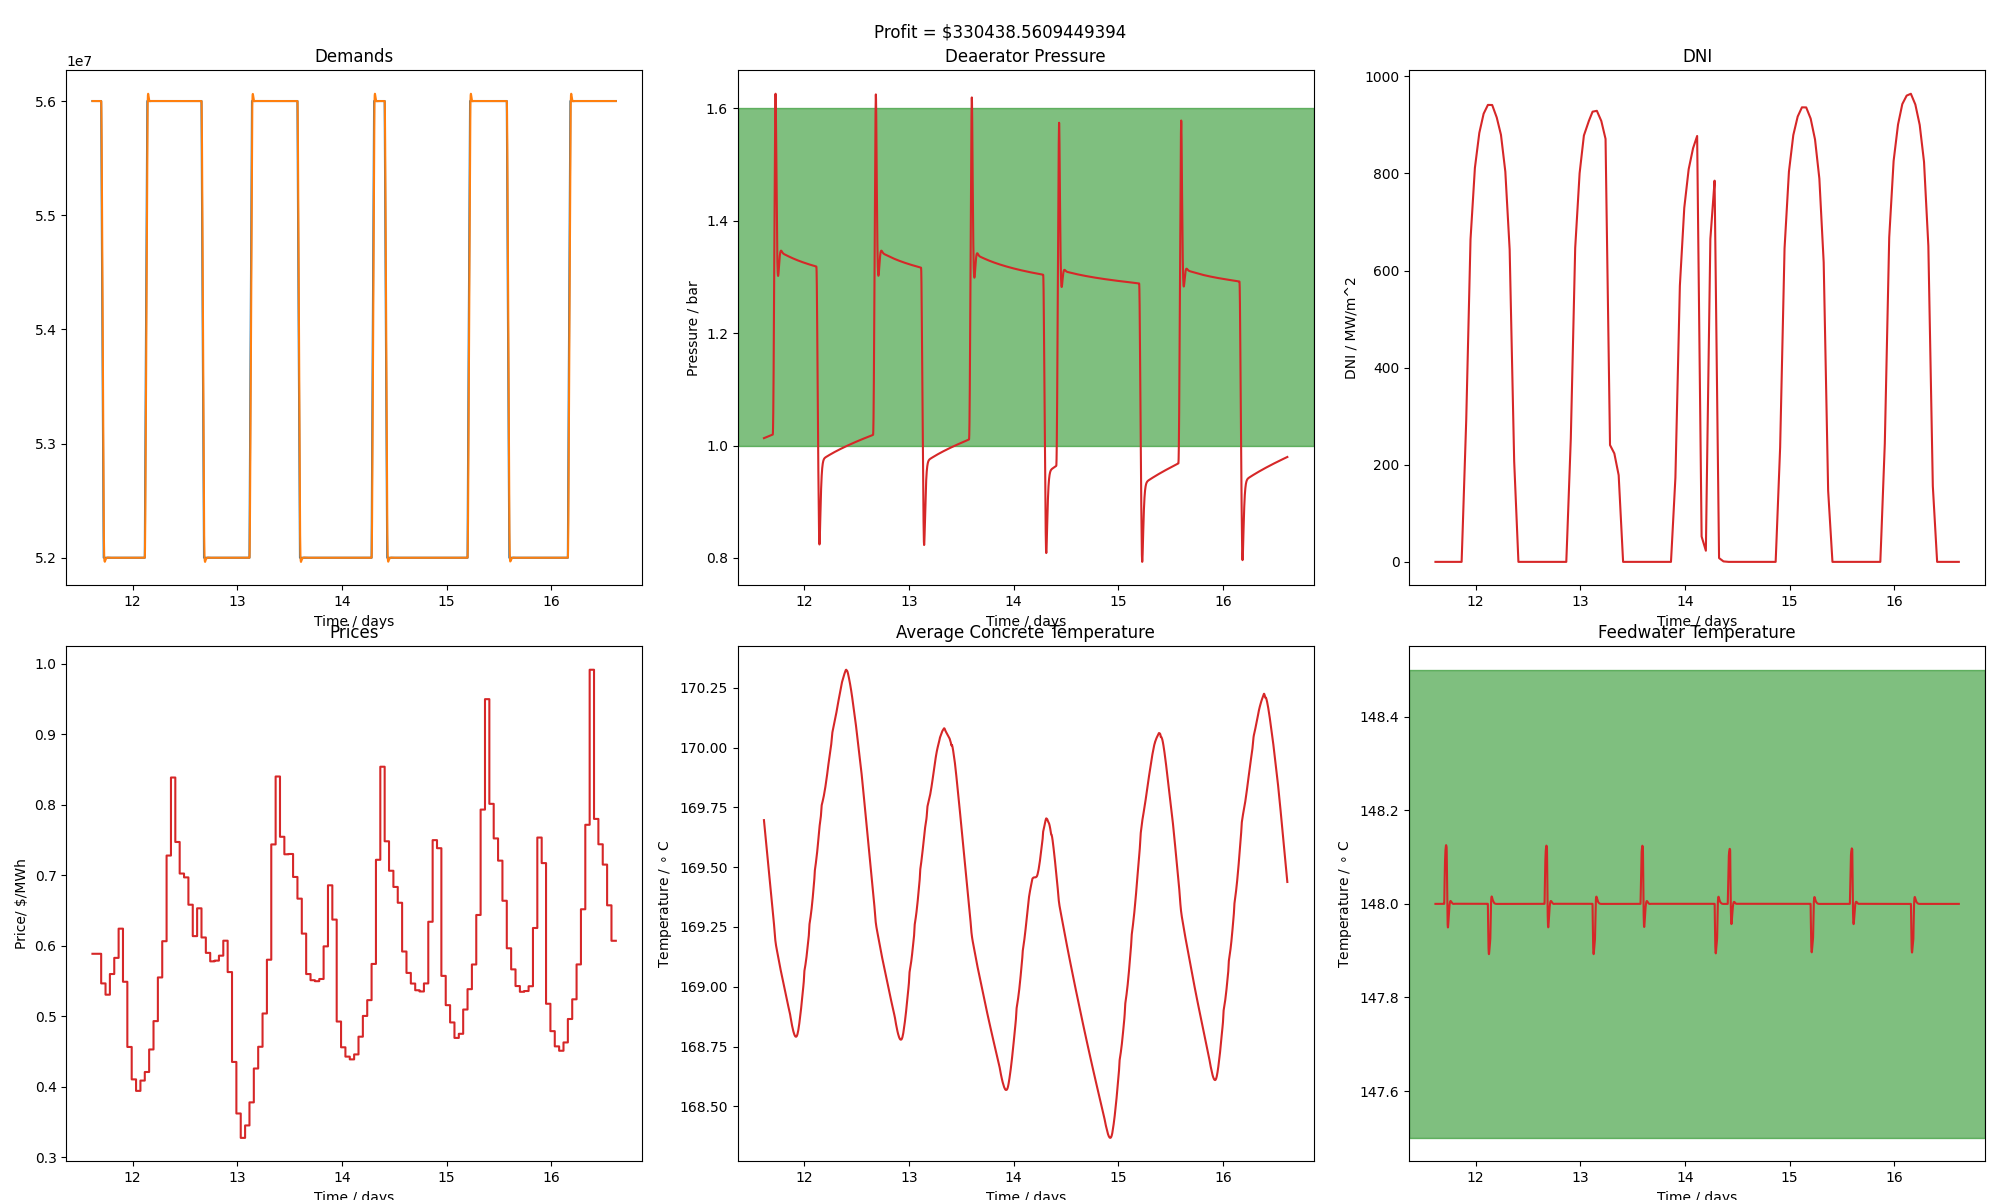 Profit = $330438.5609449394
Demands
1e7
5.6
5.5
5.4
5.3
5.2
12 13 14 15 16
Time / days
Deaerator Pressure
Pressure / bar
1.6
1.4
1.2
1.0
0.8
12 13 14 15 16
Time / days
DNI
DNI / MW/m^2
1000
800
600
400
200
0
12 13 14 15 16
Time / days
Prices
Price/ $/MWh
1.0
0.9
0.8
0.7
0.6
0.5
0.4
0.3
12 13 14 15 16
Time / days
Average Concrete Temperature
Temperature / ∘ C
170.25
170.00
169.75
169.50
169.25
169.00
168.75
168.50
12 13 14 15 16
Time / days
Feedwater Temperature
Temperature / ∘ C
148.4
148.2
148.0
147.8
147.6
12 13 14 15 16
Time / days